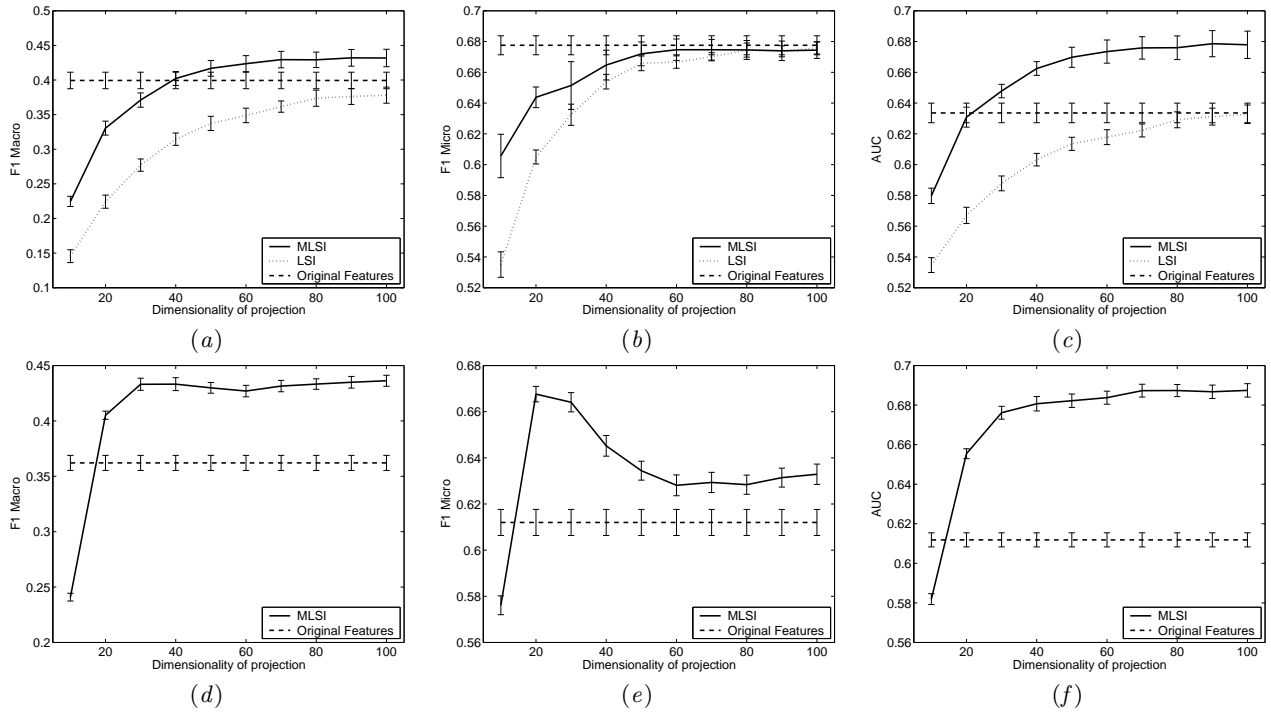 0.5
0.45
0.4
0.35
0.3
0.25
0.2
0.15
0.1
F1 Macro
20 40 60 80 100
Dimensionality of projection
MLSI
LSI
Original Features
(a)
0.7
0.68
0.66
0.64
0.62
0.6
0.58
0.56
0.54
0.52
F1 Micro
20 40 60 80 100
Dimensionality of projection
MLSI
LSI
Original Features
(b)
0.7
0.68
0.66
0.64
0.62
0.6
0.58
0.56
0.54
0.52
AUC
20 40 60 80 100
Dimensionality of projection
MLSI
LSI
Original Features
(c)
0.45
0.4
0.35
0.3
0.25
0.2
F1 Macro
20 40 60 80 100
Dimensionality of projection
MLSI
Original Features
(d)
0.68
0.66
0.64
0.62
0.6
0.58
0.56
F1 Micro
20 40 60 80 100
Dimensionality of projection
MLSI
Original Features
(e)
0.7
0.68
0.66
0.64
0.62
0.6
0.58
0.56
AUC
20 40 60 80 100
Dimensionality of projection
MLSI
Original Features
(f)